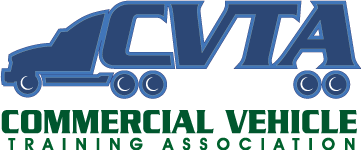 CVTA
COMMERCIAL VEHICLE
TRAINING ASSOCIATION